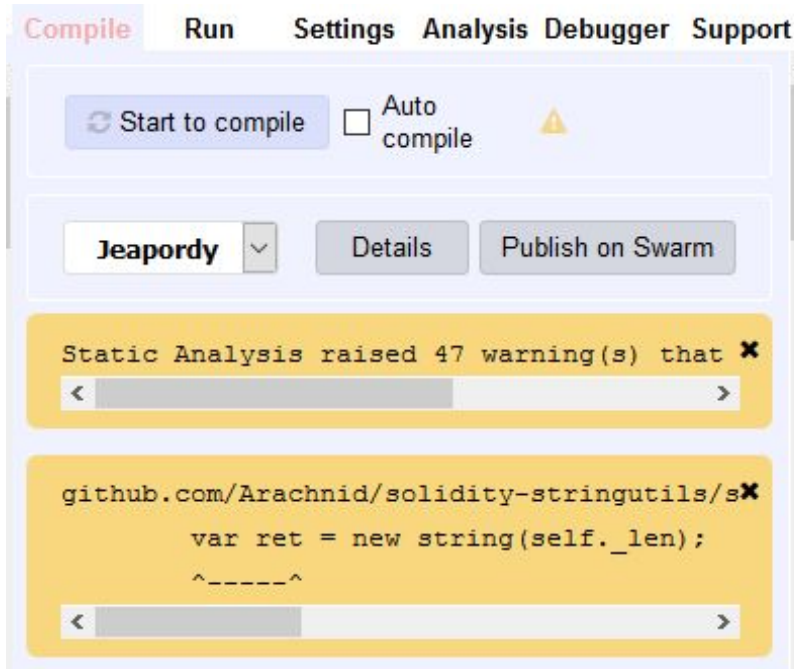 Compile Run Settings Analysis Debugger Support
Start to compile Auto compile
Jeapordy Details Publish on Swarm
Static Analysis raised 47 warning(s) that
github.com/Arachnid/solidity-stringutils/s
var ret = new string(self._len);
^-----^